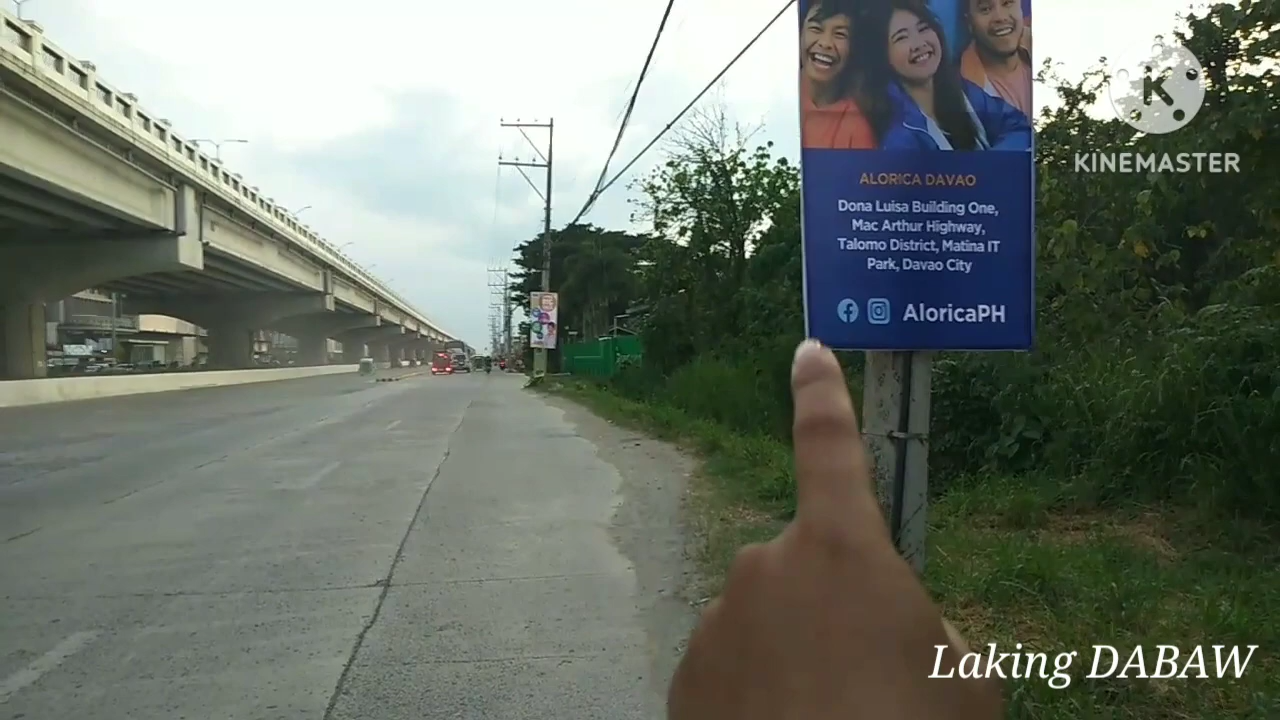 K
KINEMASTER
ALORICA DAVAO
Dona Luisa Building One,
Mac Arthur Highway,
Talomo District, Matina IT
Park, Davao City
AloricaPH
Laking DABAW